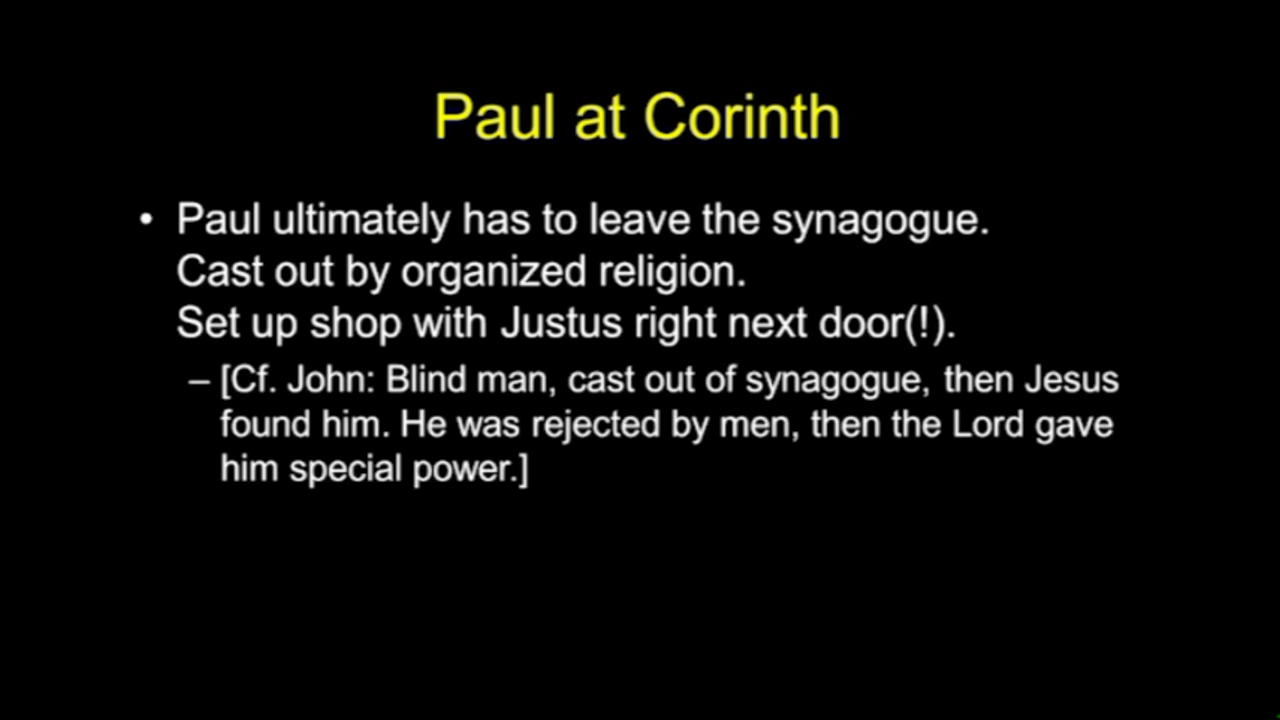 Paul at Corinth
• Paul ultimately has to leave the synagogue.
Cast out by organized religion.
Set up shop with Justus right next door(!).
– [Cf. John: Blind man, cast out of synagogue, then Jesus
found him. He was rejected by men, then the Lord gave
him special power.]